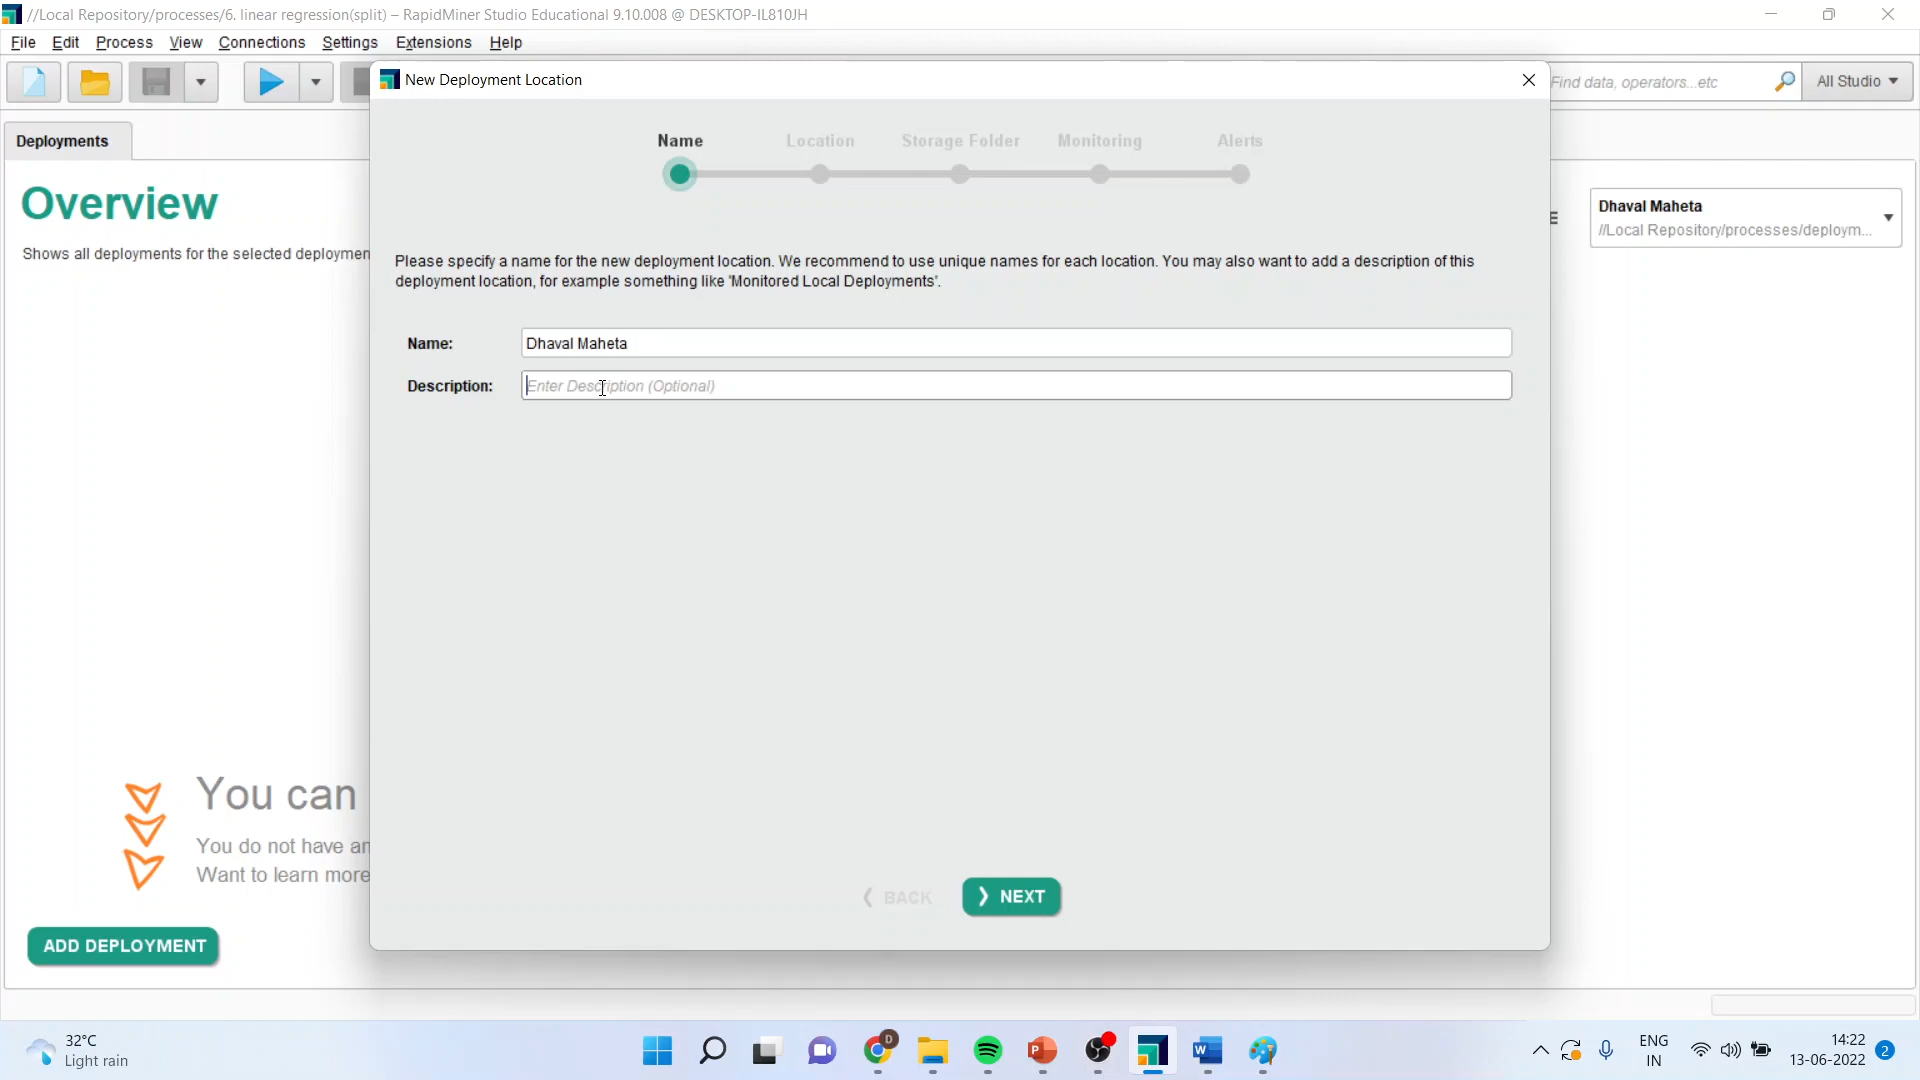 //Local Repository/processes/6. linear regression(split) – RapidMiner Studio Educational 9.10.008 @ DESKTOP-IL810JH
File Edit Process View Connections Settings Extensions Help
New Deployment Location
Find data, operators...etc
All Studio
Deployments
Name Location Storage Folder Monitoring Alerts
Overview
Dhaval Maheta
//Local Repository/processes/deploym...
Shows all deployments for the selected deploymen
Please specify a name for the new deployment location. We recommend to use unique names for each location. You may also want to add a description of this
deployment location, for example something like 'Monitored Local Deployments'.
Name: Dhaval Maheta
Description: Enter Description (Optional)
You can
You do not have an
Want to learn more
BACK NEXT
ADD DEPLOYMENT
32°C
Light rain
D
P
W
ENG
IN
14:22
13-06-2022
2